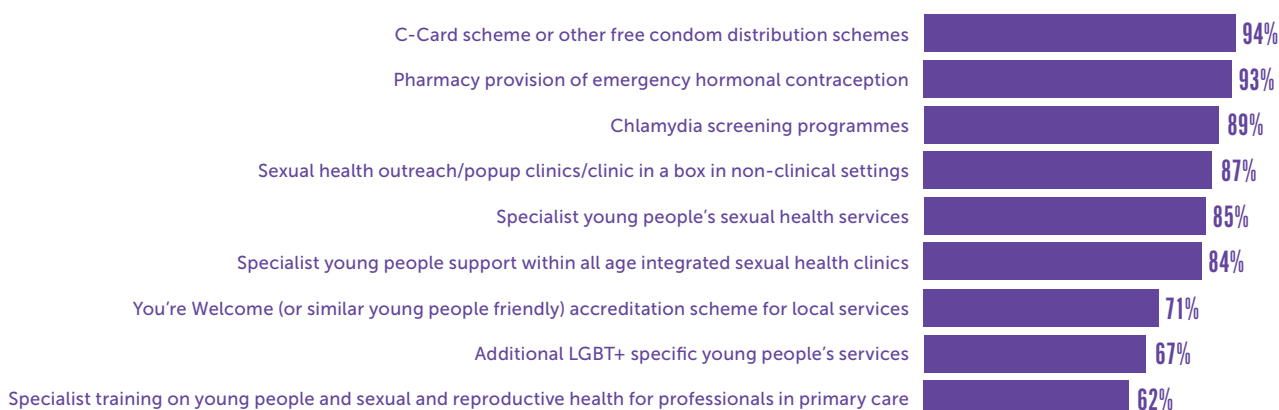 C-Card scheme or other free condom distribution schemes 94%
Pharmacy provision of emergency hormonal contraception 93%
Chlamydia screening programmes 89%
Sexual health outreach/popup clinics/clinic in a box in non-clinical settings 87%
Specialist young people’s sexual health services 85%
Specialist young people support within all age integrated sexual health clinics 84%
You’re Welcome (or similar young people friendly) accreditation scheme for local services 71%
Additional LGBT+ specific young people’s services 67%
Specialist training on young people and sexual and reproductive health for professionals in primary care 62%